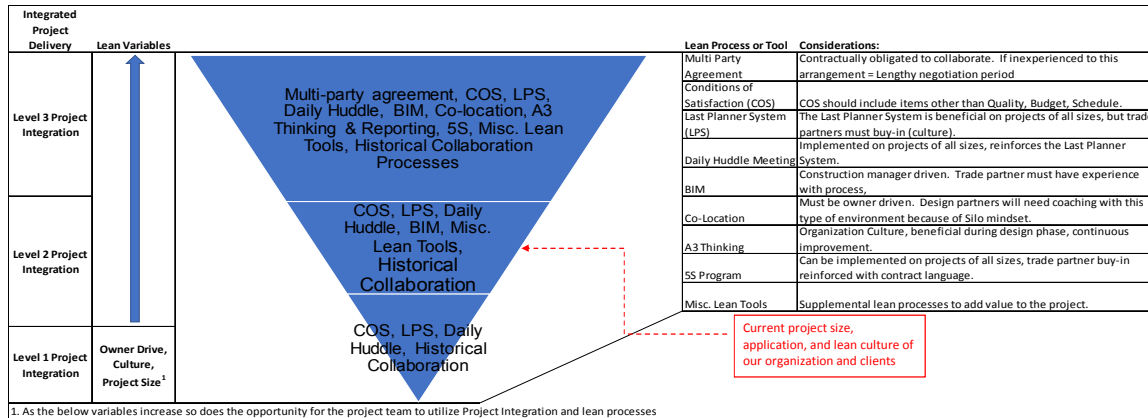 Integrated
Project
Delivery
Lean Variables
Level 3 Project
Integration
Level 2 Project
Integration
Level 1 Project
Integration
Owner Drive,
Culture,
Project Size1
Multi-party agreement, COS, LPS,
Daily Huddle, BIM, Co-location, A3
Thinking & Reporting, 5S, Misc. Lean
Tools, Historical Collaboration
Processes
COS, LPS, Daily
Huddle, BIM, Misc.
Lean Tools,
Historical
Collaboration
COS, LPS, Daily
Huddle, Historical
Collaboration
Lean Process or Tool
Considerations:
Multi Party
Agreement
Contractually obligated to collaborate. If inexperienced to this
arrangement = Lengthy negotiation period
Conditions of
Satisfaction (COS)
COS should include items other than Quality, Budget, Schedule.
Last Planner System
(LPS)
The Last Planner System is beneficial on projects of all sizes, but trade
partners must buy-in (culture).
Daily Huddle Meeting
Implemented on projects of all sizes, reinforces the Last Planner
System.
BIM
Construction manager driven. Trade partner must have experience
with process,
Co-Location
Must be owner driven. Design partners will need coaching with this
type of environment because of Silo mindset.
A3 Thinking
Organization Culture, beneficial during design phase, continuous
improvement.
5S Program
Can be implemented on projects of all sizes, trade partner buy-in
reinforced with contract language.
Misc. Lean Tools
Supplemental lean processes to add value to the project.
Current project size,
application, and lean culture of
our organization and clients
1. As the below variables increase so does the opportunity for the project team to utilize Project Integration and lean processes